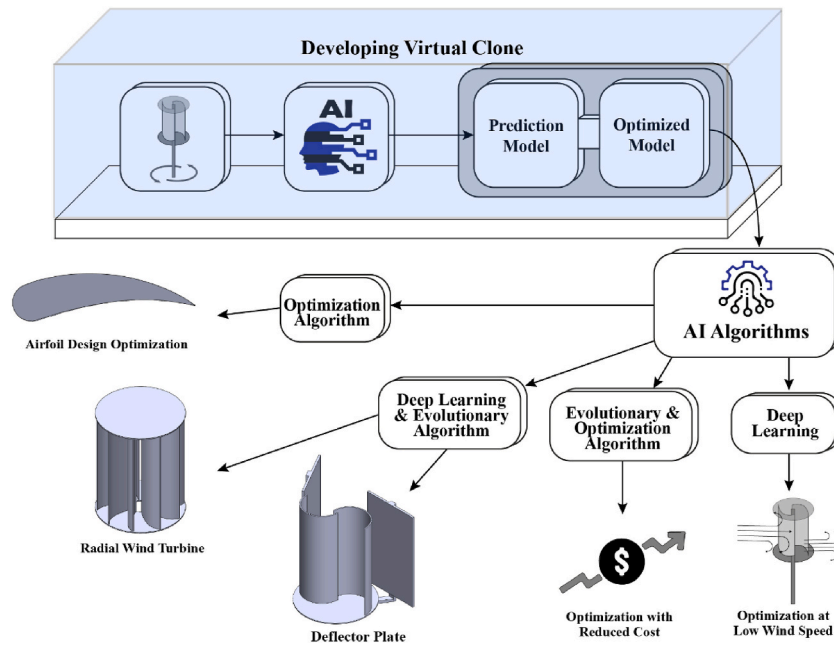 Developing Virtual Clone
AI
Prediction
Model
Optimized
Model
AI Algorithms
Optimization
Algorithm
Airfoil Design Optimization
Deep Learning
& Evolutionary
Algorithm
Evolutionary &
Optimization
Algorithm
Deep
Learning
Radial Wind Turbine
Deflector Plate
$
Optimization with
Reduced Cost
Optimization at
Low Wind Speed